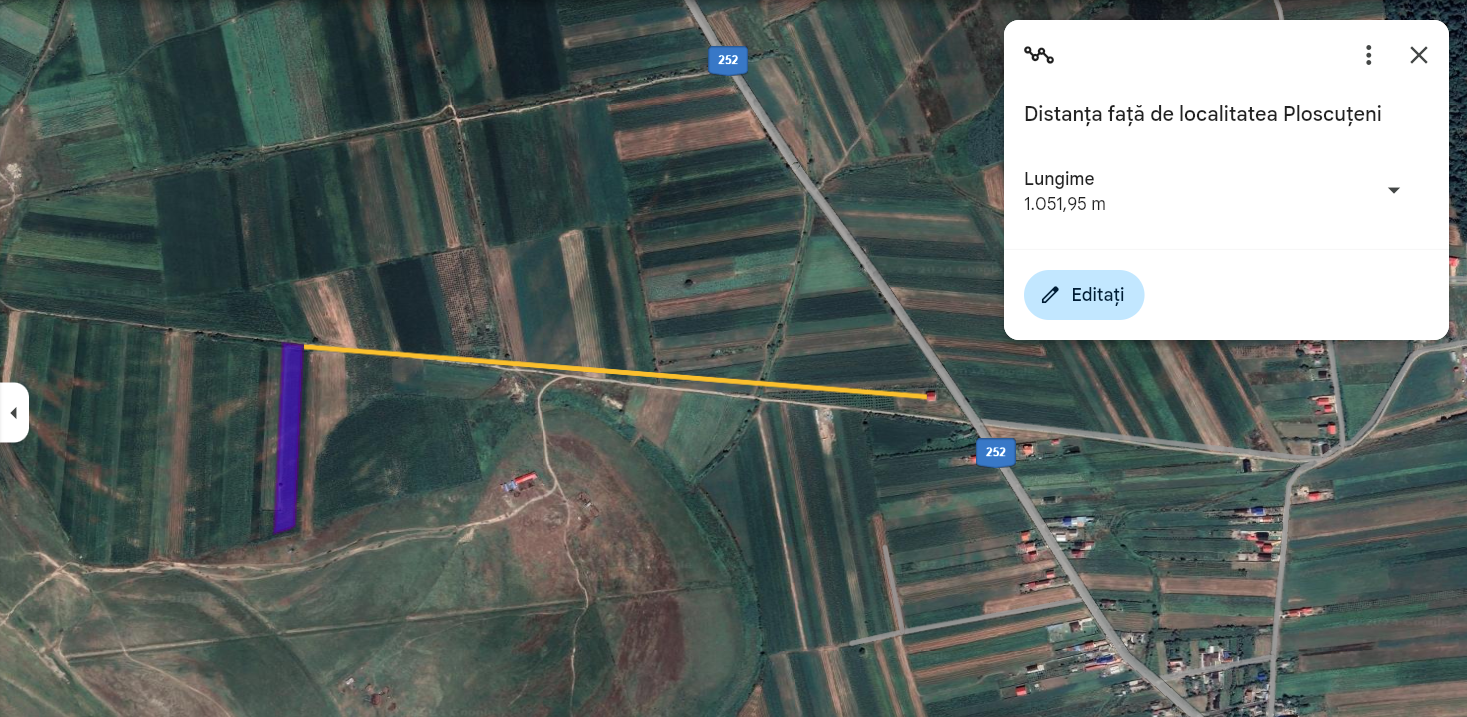 252
Distanța față de localitatea Ploscuțeni
Lungime
1.051,95 m
Editați
252